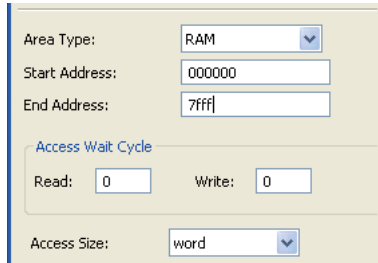 Area Type: RAM
Start Address: 000000
End Address: 7fff
Access Wait Cycle
Read: 0 Write: 0
Access Size: word